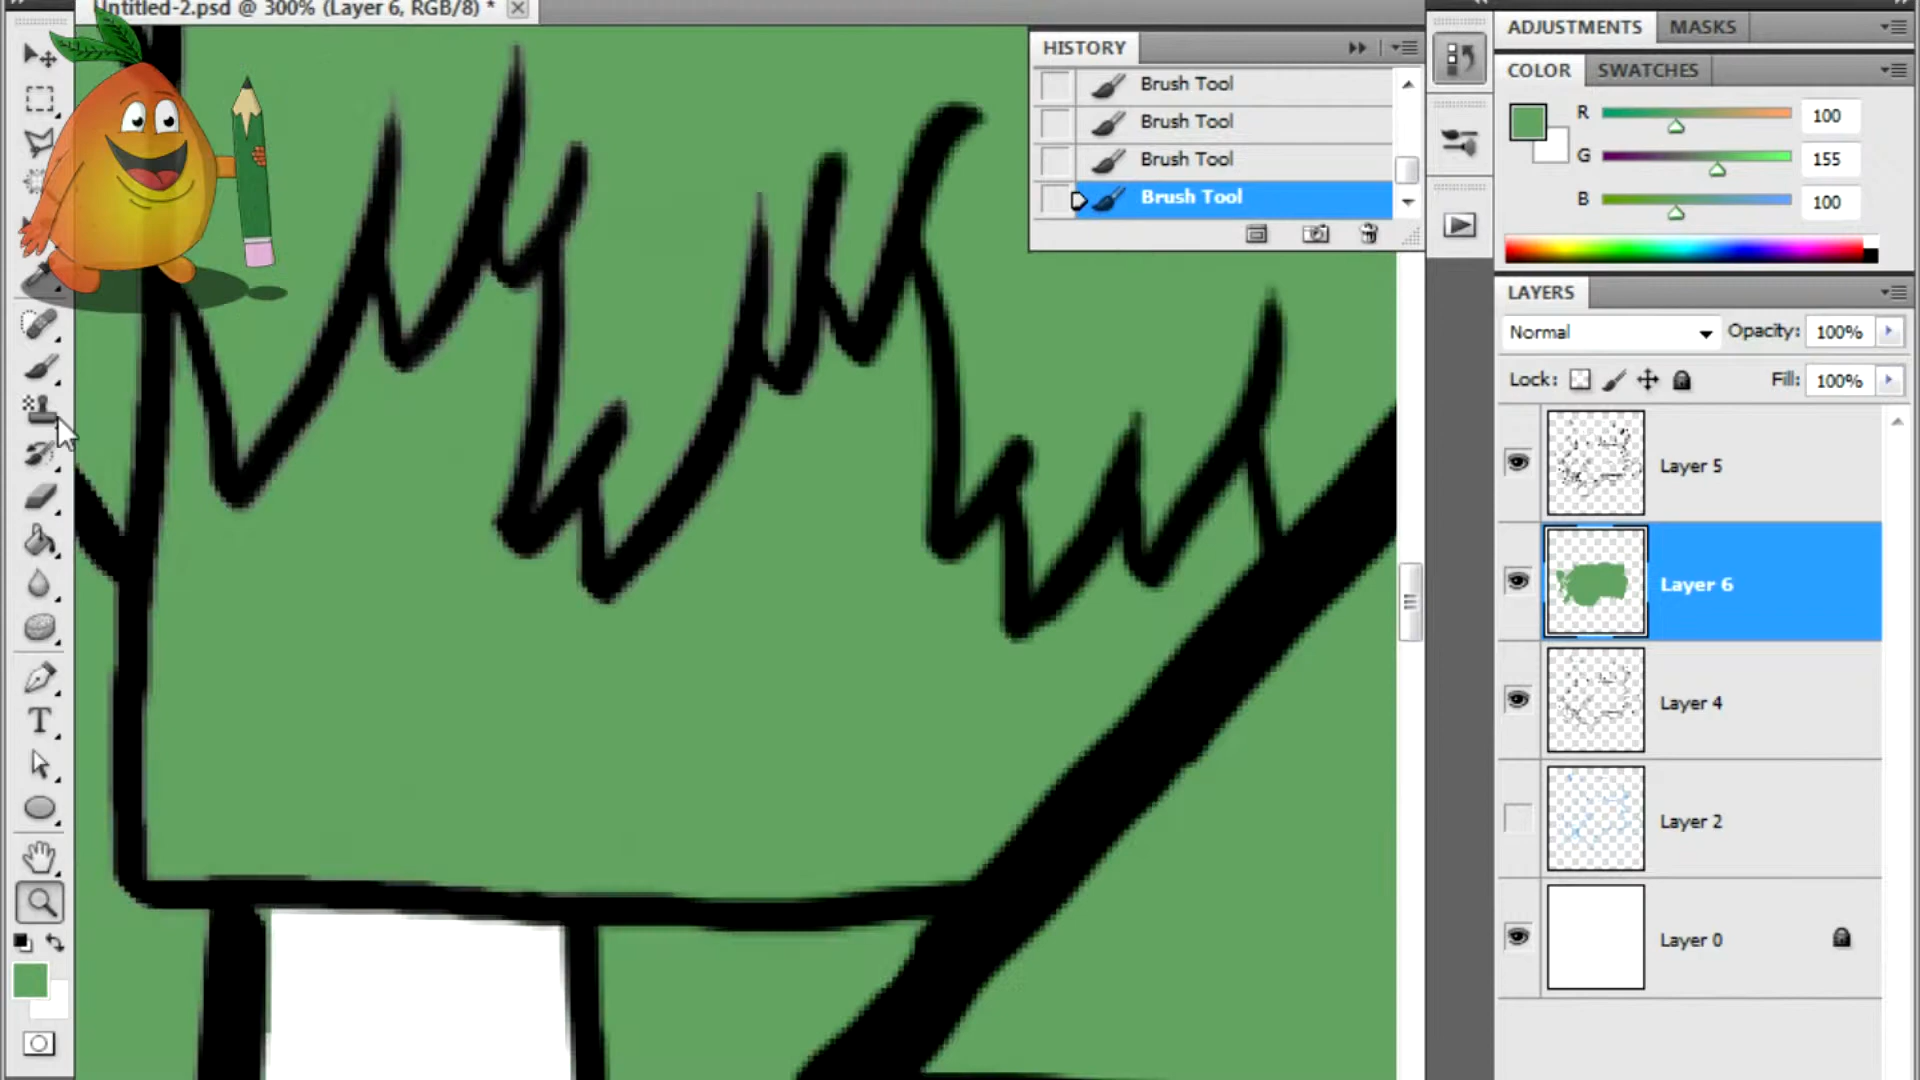 Untitled-2.psd @ 300% (Layer 6, RGB/8) *
HISTORY
Brush Tool
Brush Tool
Brush Tool
Brush Tool
ADJUSTMENTS MASKS
COLOR SWATCHES
R 100
G 155
B 100
LAYERS
Normal Opacity: 100%
Lock: Fill: 100%
Layer 5
Layer 6
Layer 4
Layer 2
Layer 0
T